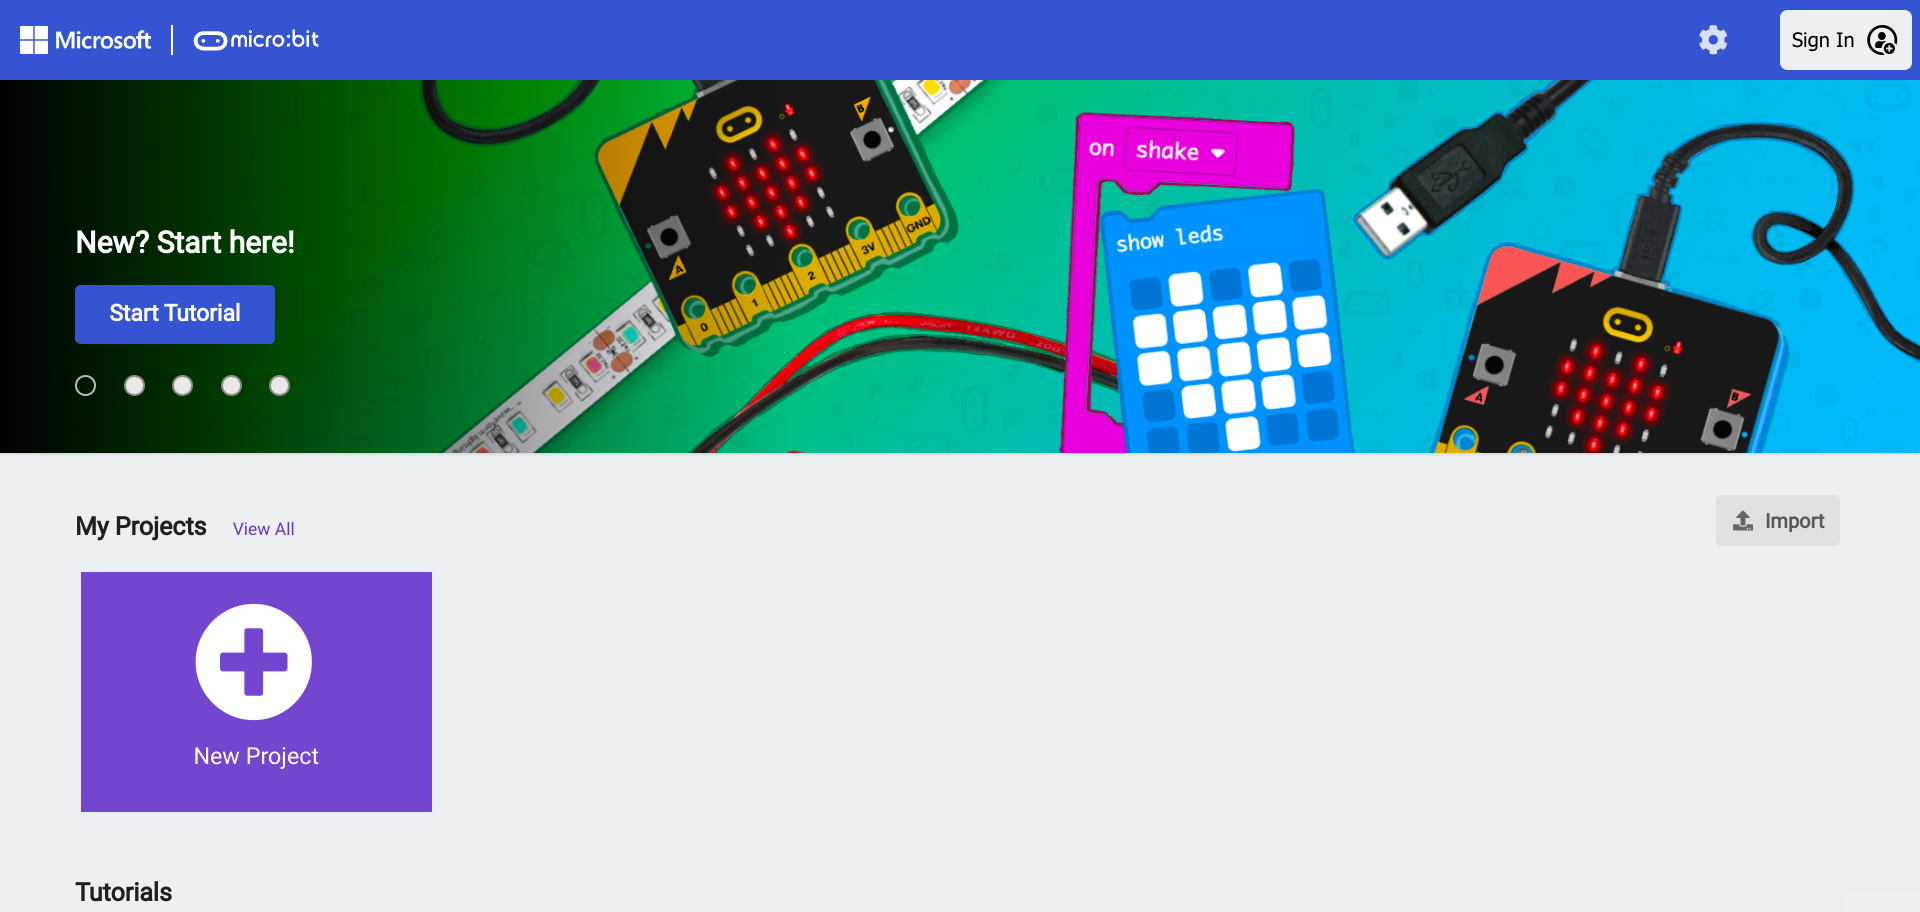 Microsoft
micro:bit
Sign In
New? Start here!
Start Tutorial
A
B
0
1
2
3V
GND
14AWG
on shake
show leds
A
B
My Projects
View All
Import
New Project
Tutorials